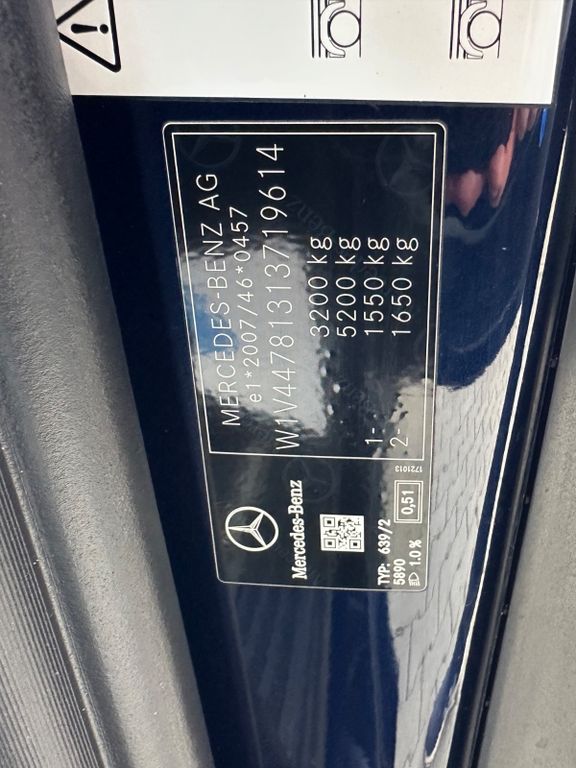 MERCEDES-BENZ AG
e1*2007/46*0457
W1V44781313719614
3200 kg
5200 kg
1- 1550 kg
2- 1650 kg
1721013
Mercedes-Benz
TYP: 639/2
5890 0,51
1.0 %